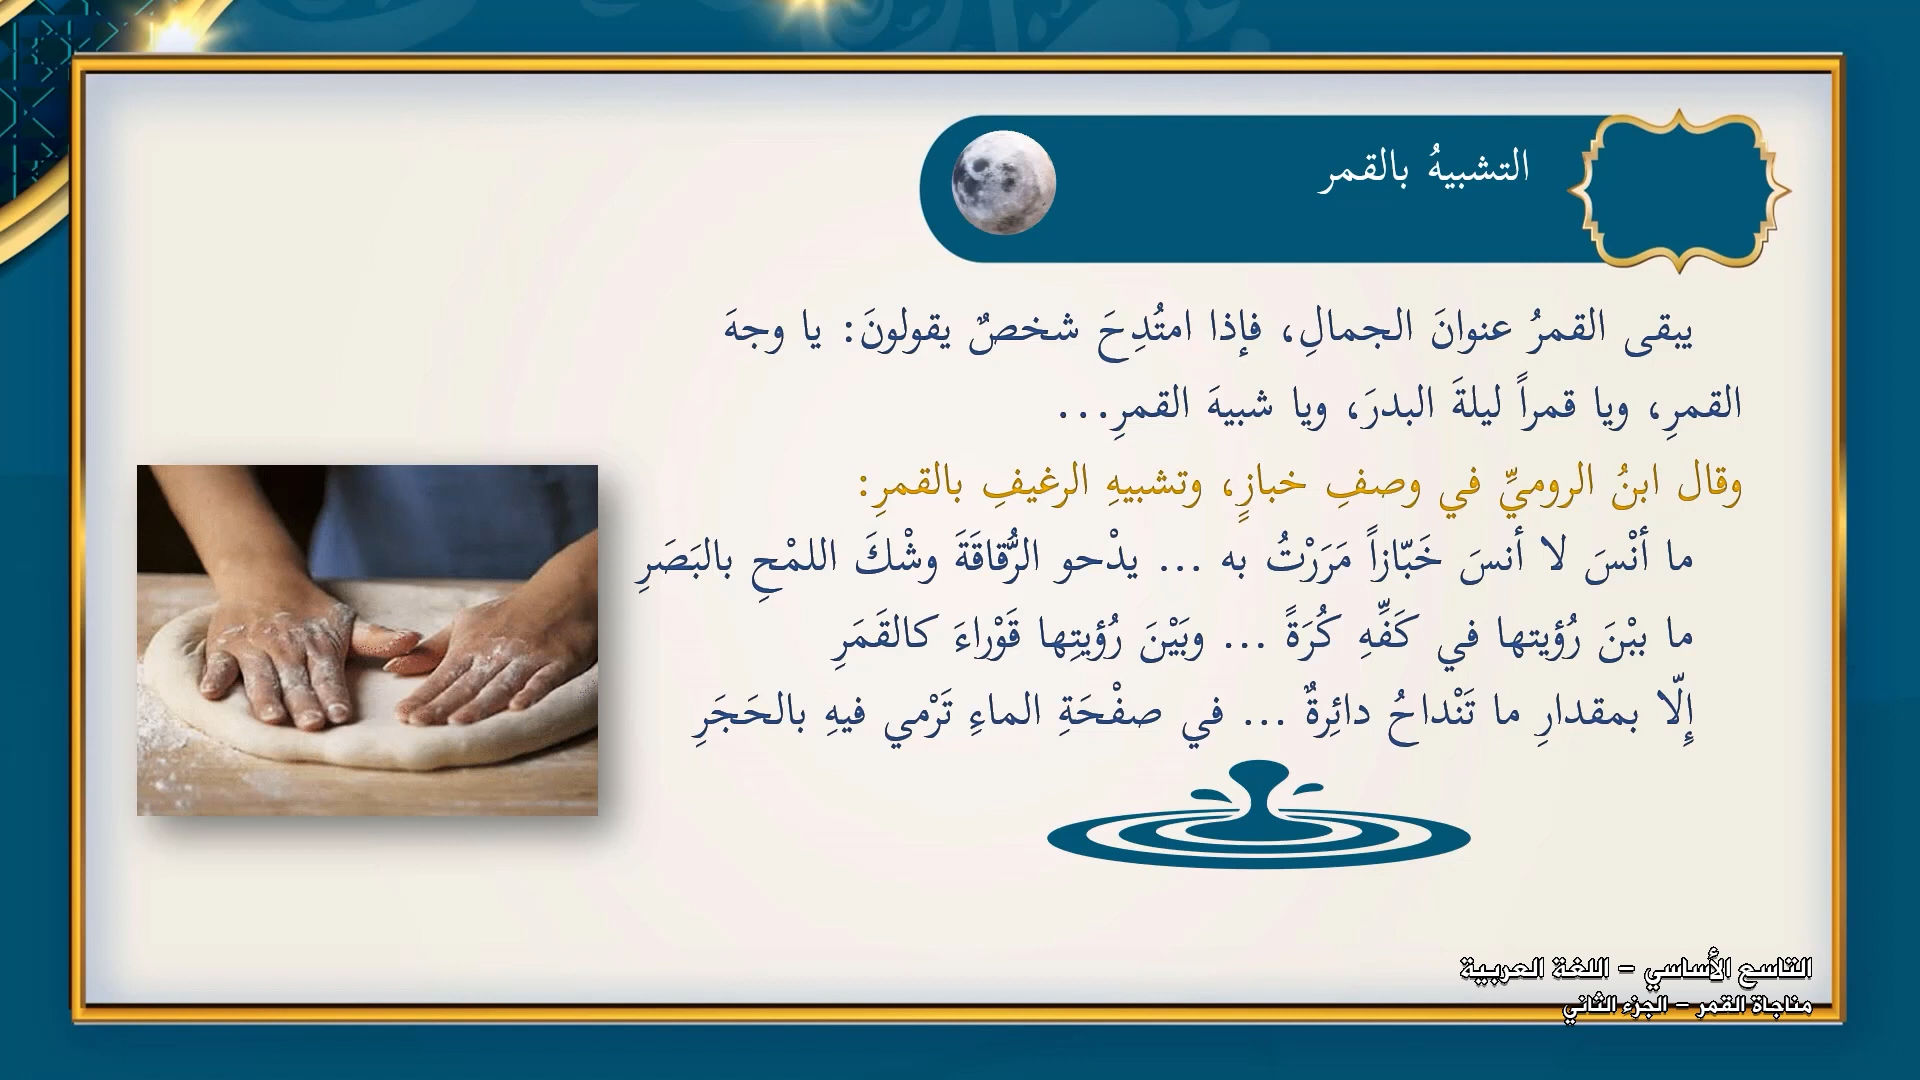 التشبيهُ بالقمر
يبقى القمرُ عنوانَ الجمالِ، فإذا امتُدِحَ شخصٌ يقولونَ: يا وجهَ
القمرِ، ويا قمراً ليلةَ البدرَ، ويا شبيهَ القمرِ...
وقال ابنُ الروميِّ في وصفِ خبازٍ، وتشبيهِ الرغيفِ بالقمرِ:
ما أنْسَ لا أنسَ خَبّازاً مَرَرْتُ به ... يدْحو الرُّقاقَةَ وشْكَ اللمْحِ بالبَصَرِ
ما بيْنَ رُؤيتها في كَفِّهِ كُرَةً ... وبَيْنَ رُؤيتِها قَوْراءَ كالقَمَرِ
إِلّا بمقدارِ ما تَنْداحُ دائِرةٌ ... في صفْحَةِ الماءِ تَرْمي فيهِ بالحَجَرِ
التاسع الأساسي – اللغة العربية
مناجاة القمر – الجزء الثاني